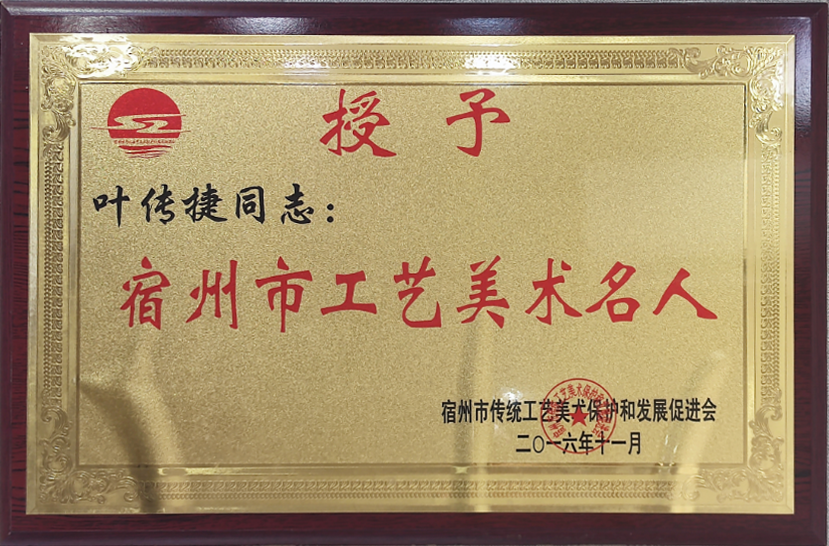 授予
叶传捷同志：
宿州市工艺美术名人
宿州市传统工艺美术保护和发展促进会
二〇一六年十一月